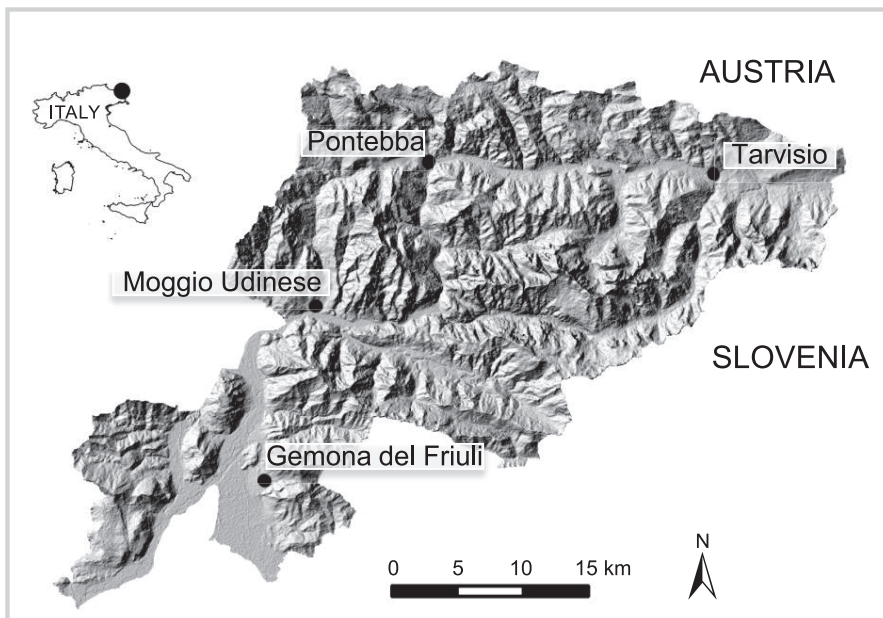 AUSTRIA
ITALY
Pontebba
Tarvisio
Moggio Udinese
SLOVENIA
Gemona del Friuli
0 5 10 15 km
N